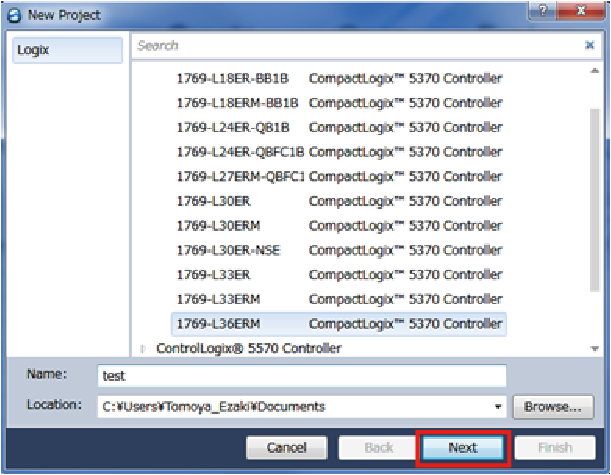 New Project
Logix
Search
1769-L18ER-BB1B CompactLogix™ 5370 Controller
1769-L18ERM-BB1B CompactLogix™ 5370 Controller
1769-L24ER-QB1B CompactLogix™ 5370 Controller
1769-L24ER-QBFC1B CompactLogix™ 5370 Controller
1769-L27ERM-QBFC1 CompactLogix™ 5370 Controller
1769-L30ER CompactLogix™ 5370 Controller
1769-L30ERM CompactLogix™ 5370 Controller
1769-L30ER-NSE CompactLogix™ 5370 Controller
1769-L33ER CompactLogix™ 5370 Controller
1769-L33ERM CompactLogix™ 5370 Controller
1769-L36ERM CompactLogix™ 5370 Controller
ControlLogix® 5570 Controller
Name: test
Location: C:¥Users¥Tomoya_Ezaki¥Documents Browse...
Cancel Back Next Finish